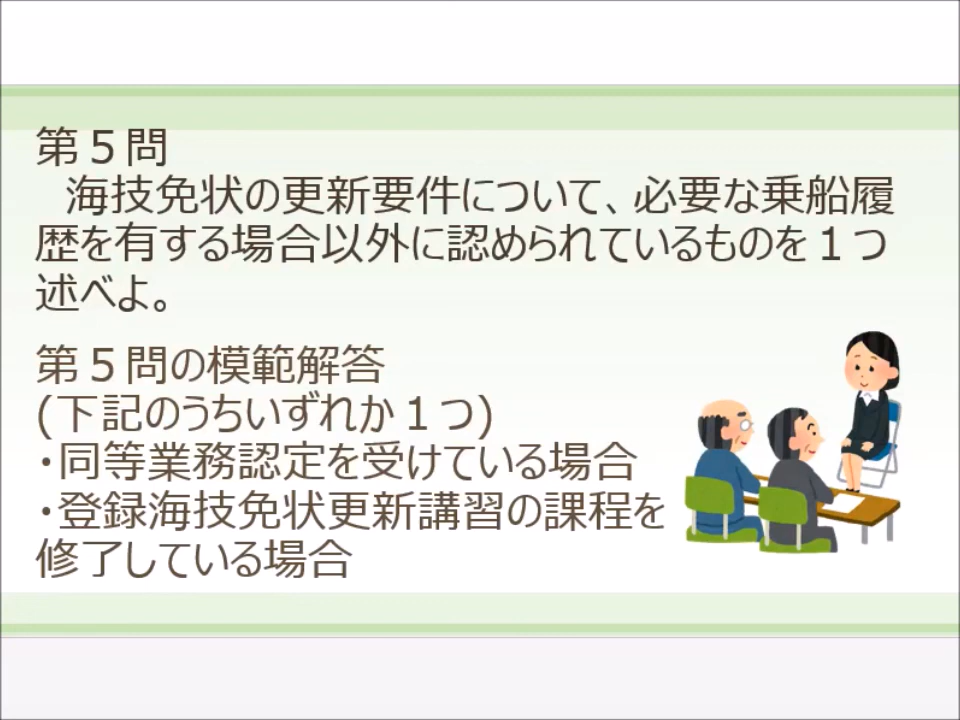 第５問
　海技免状の更新要件について、必要な乗船履
歴を有する場合以外に認められているものを１つ
述べよ。
第５問の模範解答
(下記のうちいずれか１つ)
・同等業務認定を受けている場合
・登録海技免状更新講習の課程を
修了している場合